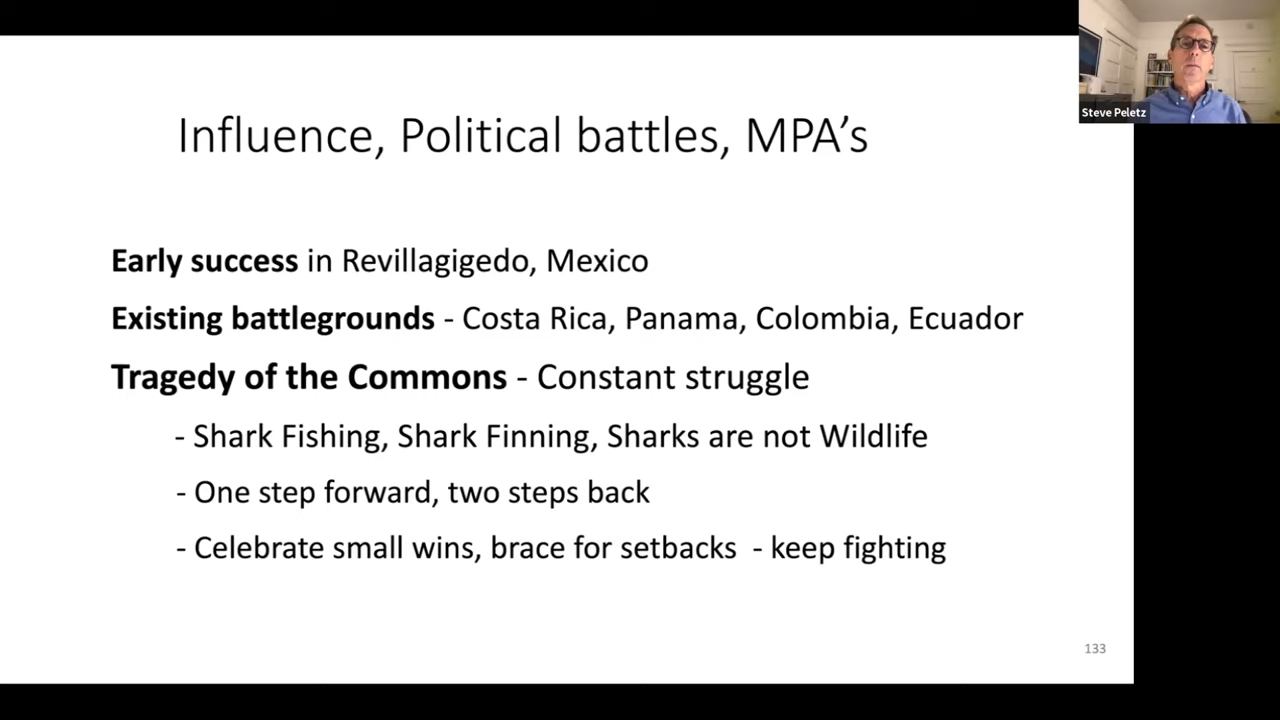 Steve Peletz
Influence, Political battles, MPA’s
Early success in Revillagigedo, Mexico
Existing battlegrounds - Costa Rica, Panama, Colombia, Ecuador
Tragedy of the Commons - Constant struggle
- Shark Fishing, Shark Finning, Sharks are not Wildlife
- One step forward, two steps back
- Celebrate small wins, brace for setbacks - keep fighting
133